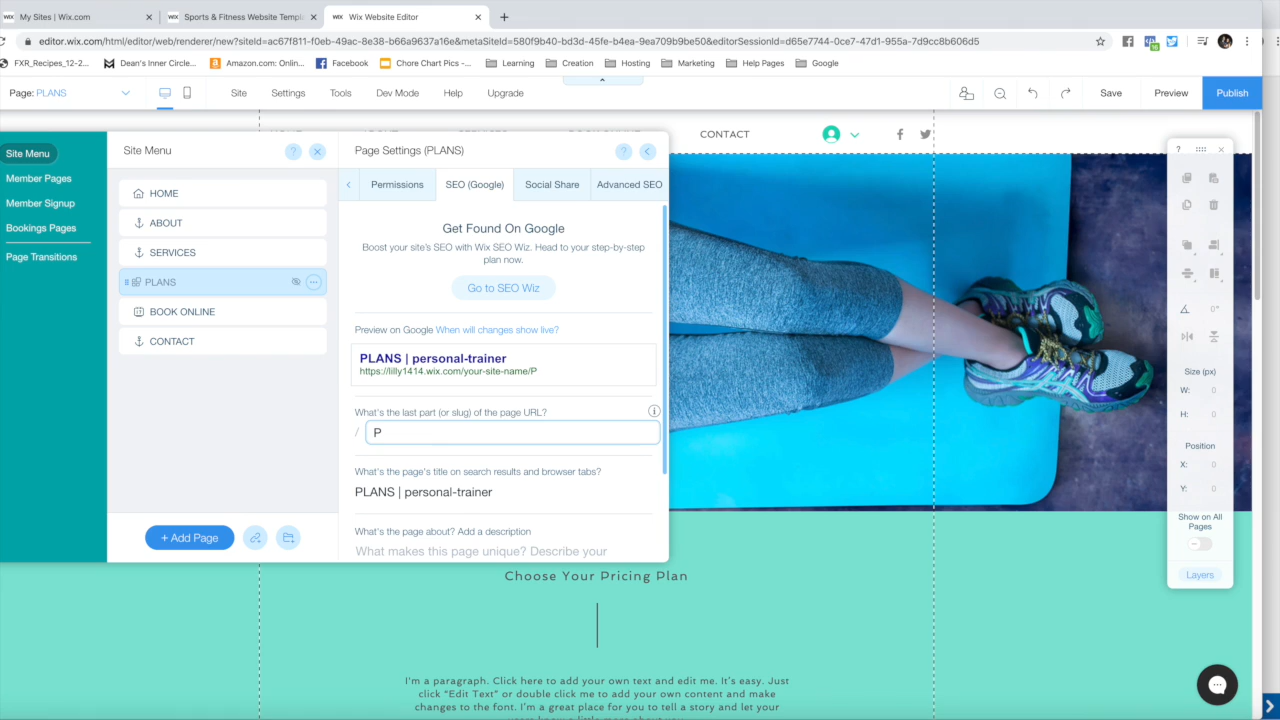 WIX My Sites | Wix.com
WIX Sports & Fitness Website Templ
WIX Wix Website Editor
editor.wix.com/html/editor/web/renderer/new?siteId=ac67f811-f0eb-49ac-8e38-b66a9637a16e&metaSiteId=580f9b40-bd3d-45fe-b4ea-9ea709b9be50&editorSessionId=d65e7744-0ce7-47d1-955a-7d9cc8b606d5
FXR_Recipes_12-2...
Dean's Inner Circle...
Amazon.com: Onlin...
Facebook
Chore Chart Pics -...
Learning
Creation
Hosting
Marketing
Help Pages
Google
Page: PLANS
Site
Settings
Tools
Dev Mode
Help
Upgrade
Save
Preview
Publish
CONTACT
Site Menu
Member Pages
Member Signup
Bookings Pages
Page Transitions
Site Menu
?
HOME
ABOUT
SERVICES
PLANS
BOOK ONLINE
CONTACT
+ Add Page
Page Settings (PLANS)
?
Permissions
SEO (Google)
Social Share
Advanced SEO
Get Found On Google
Boost your site's SEO with Wix SEO Wiz. Head to your step-by-step
plan now.
Go to SEO Wiz
Preview on Google When will changes show live?
PLANS | personal-trainer
https://lilly1414.wix.com/your-site-name/P
What's the last part (or slug) of the page URL?
/ P
What's the page's title on search results and browser tabs?
PLANS | personal-trainer
What's the page about? Add a description
What makes this page unique? Describe your
?
0°
Size (px)
W: 0
H: 0
Position
X: 0
Y: 0
Show on All
Pages
Layers
Choose Your Pricing Plan
I'm a paragraph. Click here to add your own text and edit me. It's easy. Just
click "Edit Text" or double click me to add your own content and make
changes to the font. I'm a great place for you to tell a story and let your